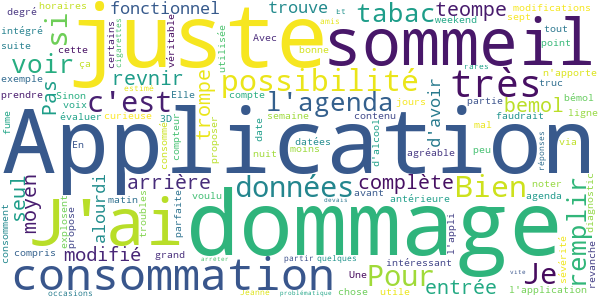 degré
horaires
fonctionnel
trouve
Et
amis
tabac
teompe
weekend
modifications
sept
intégré
suite
cette
si
certains
cigarettes
ça
véritable
juste
Avec
utilisée
bonne
sommeil
tout
point
exemple
voir
revnir
trompe
possibilité
très
rares
n'apporte
truc
prendre
Pas
Sinon
voix
estime
Elle
compte
jours
partie
bémol
évaluer
c'est
l'agenda
d'avoir
bemol
ligne
fume
En
3D
consommé
compteur
curieuse
proposer
semaine
date
contenu
d'alcool
mal
faudrait
via
Application
nuit
datées
moins
agréable
peu
réponses
consomment
seul
moyen
alourdi
arrière
données
complète
Bien
noter
remplir
diagnostic
J'ai
explosent
propose
matin
troubles
parfaite
voulu
avant
antérieure
agenda
dommage
compris
modifié
grand
devais
l'appli
sévérité
revanche
consommation
arrêter
partir
quelques
Pour
intéressant
entrée
Je
l'application
Une
vite
occasions
Jeanne
problématique
chose
utile